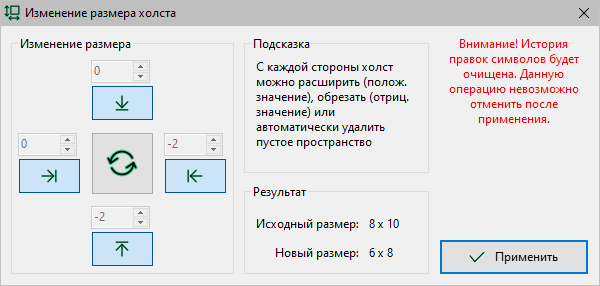 Изменение размера холста
Изменение размера
0
0
-2
-2
Подсказка
С каждой стороны холст
можно расширить (полож.
значение), обрезать (отриц.
значение) или
автоматически удалить
пустое пространство
Результат
Исходный размер: 8 x 10
Новый размер: 6 x 8
Внимание! История
правок символов будет
очищена. Данную
операцию невозможно
отменить после
применения.
Применить